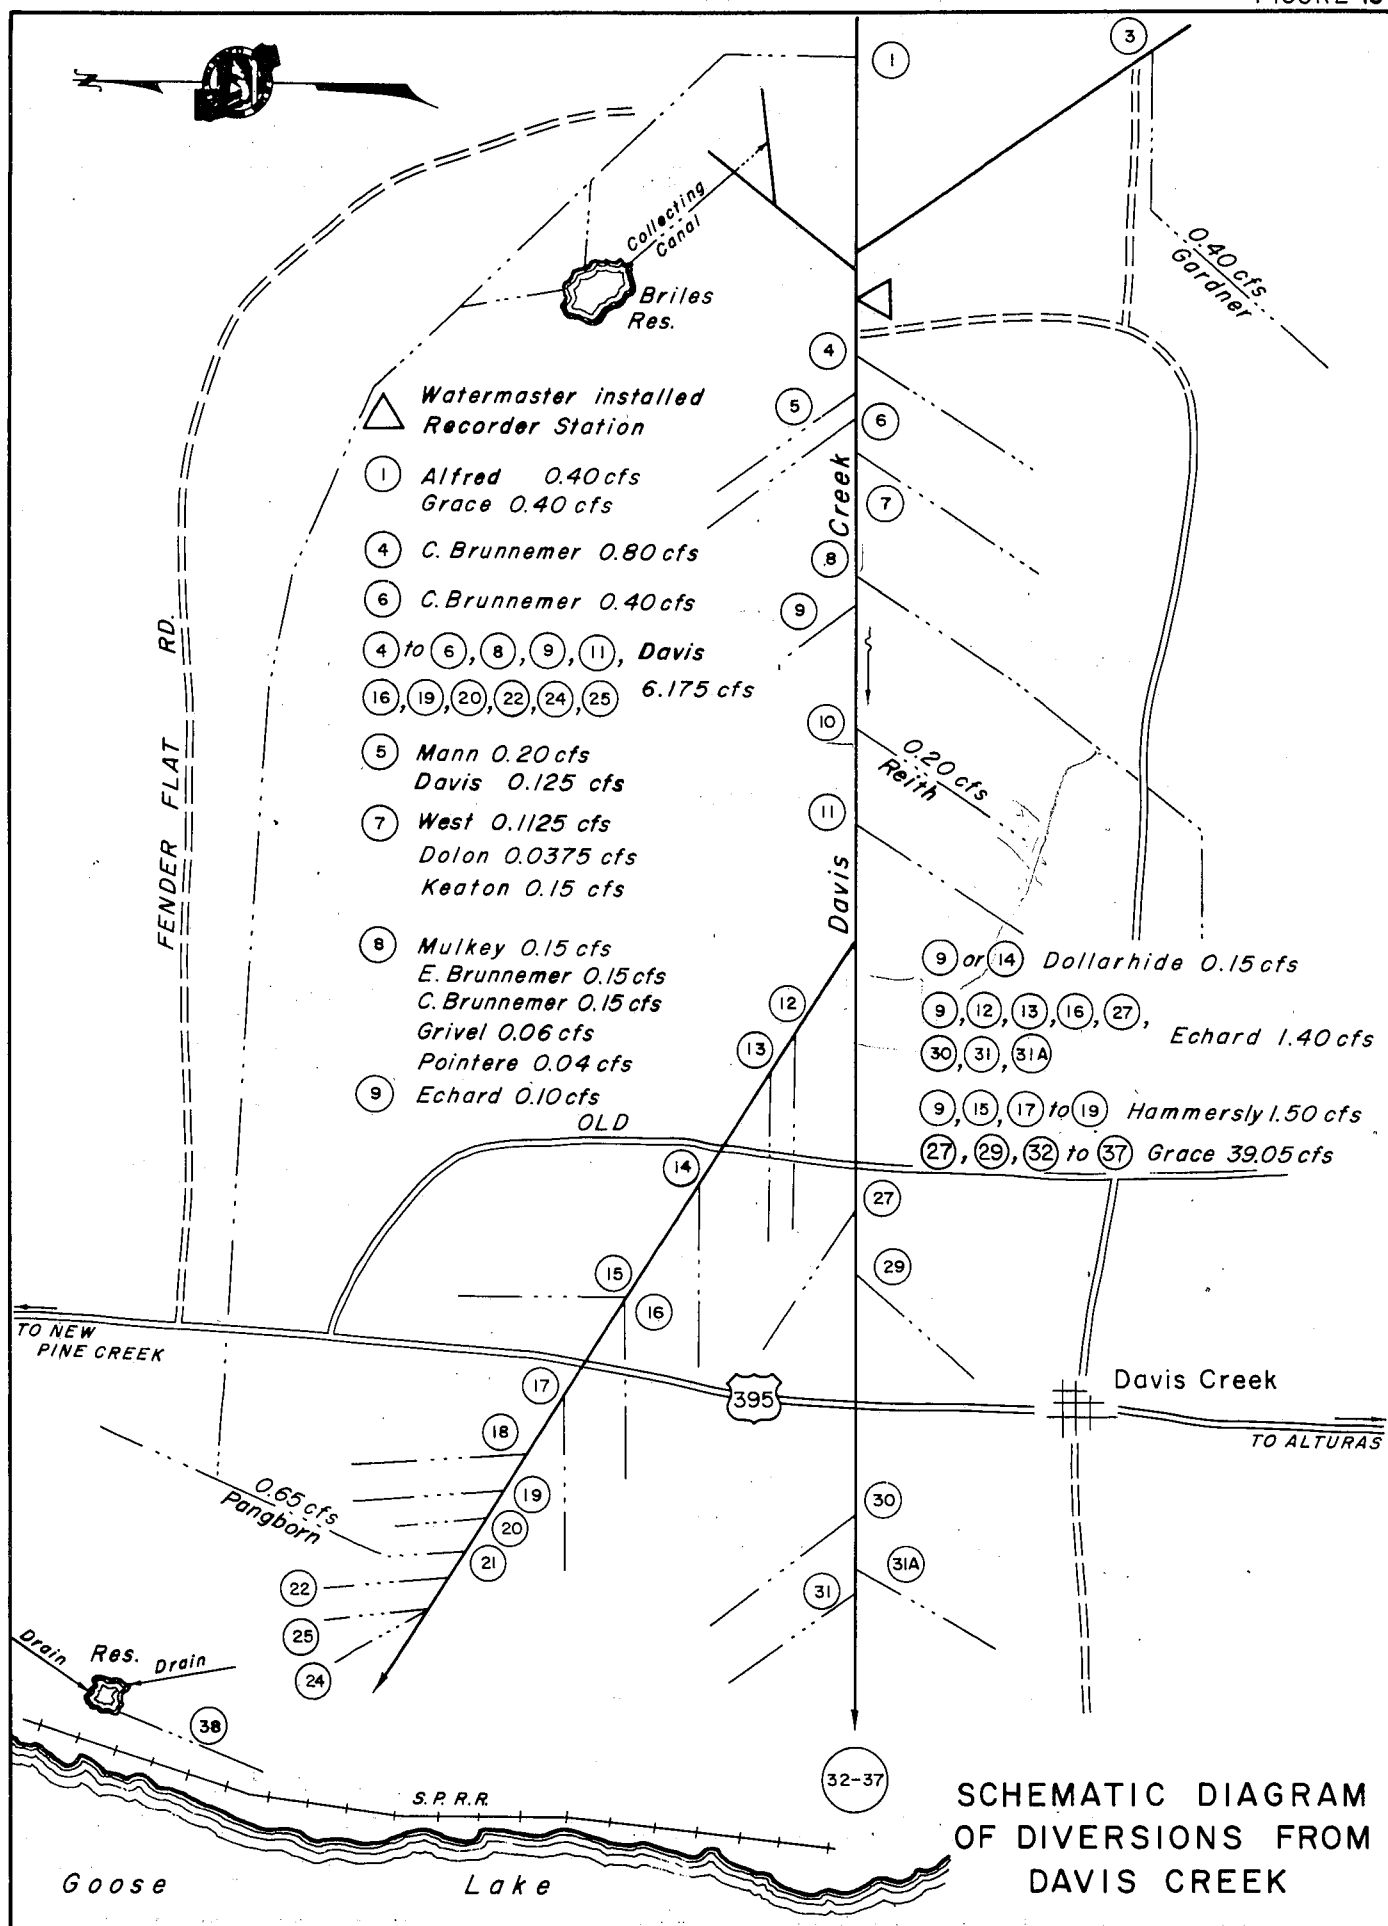 N
1
3
Collecting
Canal
0.40 cfs
Gardner
Briles
Res.
4
5
6
Creek
7
8
9
10
0.20 cfs
Reith
11
Davis
Watermaster installed
Recorder Station
1 Alfred 0.40 cfs
Grace 0.40 cfs
4 C. Brunnemer 0.80 cfs
6 C. Brunnemer 0.40 cfs
4 to 6, 8, 9, 11, Davis
16, 19, 20, 22, 24, 25 6.175 cfs
5 Mann 0.20 cfs
Davis 0.125 cfs
7 West 0.1125 cfs
Dolon 0.0375 cfs
Keaton 0.15 cfs
8 Mulkey 0.15 cfs
E. Brunnemer 0.15 cfs
C. Brunnemer 0.15 cfs
Grivel 0.06 cfs
Pointere 0.04 cfs
9 Echard 0.10 cfs
9 or 14 Dollarhide 0.15 cfs
9, 12, 13, 16, 27,
Echard 1.40 cfs
30, 31, 31A
9, 15, 17 to 19 Hammersly 1.50 cfs
27, 29, 32 to 37 Grace 39.05 cfs
FENDER FLAT RD.
OLD
12
13
14
15
16
27
29
TO NEW
PINE CREEK
17
395
Davis Creek
TO ALTURAS
18
19
20
21
22
25
24
0.65 cfs
Pangborn
30
31A
31
Drain
Res.
Drain
38
32-37
S.P.R.R.
Goose Lake
SCHEMATIC DIAGRAM
OF DIVERSIONS FROM
DAVIS CREEK